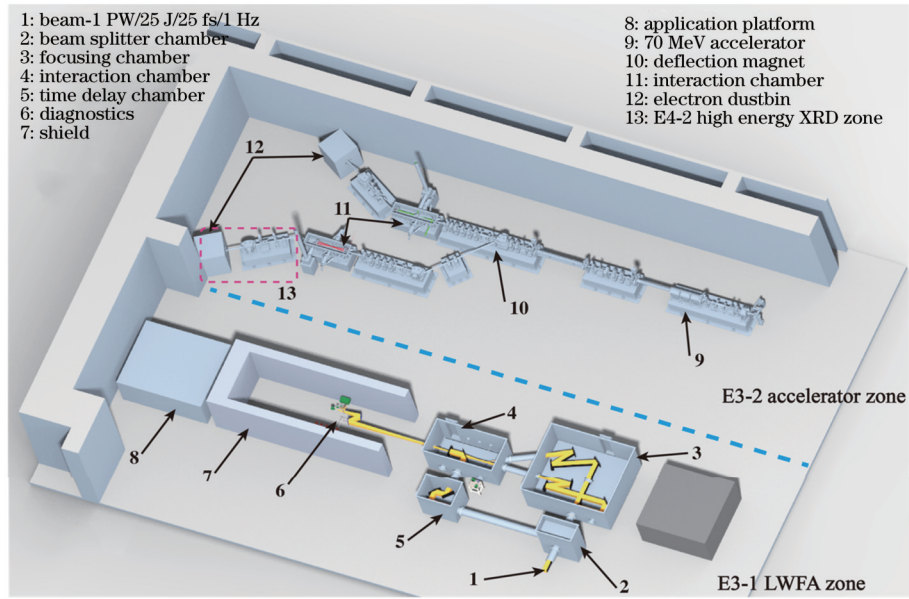 1: beam-1 PW/25 J/25 fs/1 Hz
2: beam splitter chamber
3: focusing chamber
4: interaction chamber
5: time delay chamber
6: diagnostics
7: shield
8: application platform
9: 70 MeV accelerator
10: deflection magnet
11: interaction chamber
12: electron dustbin
13: E4-2 high energy XRD zone
12
11
13
10
9
E3-2 accelerator zone
4
3
8
7
6
5
1
2
E3-1 LWFA zone